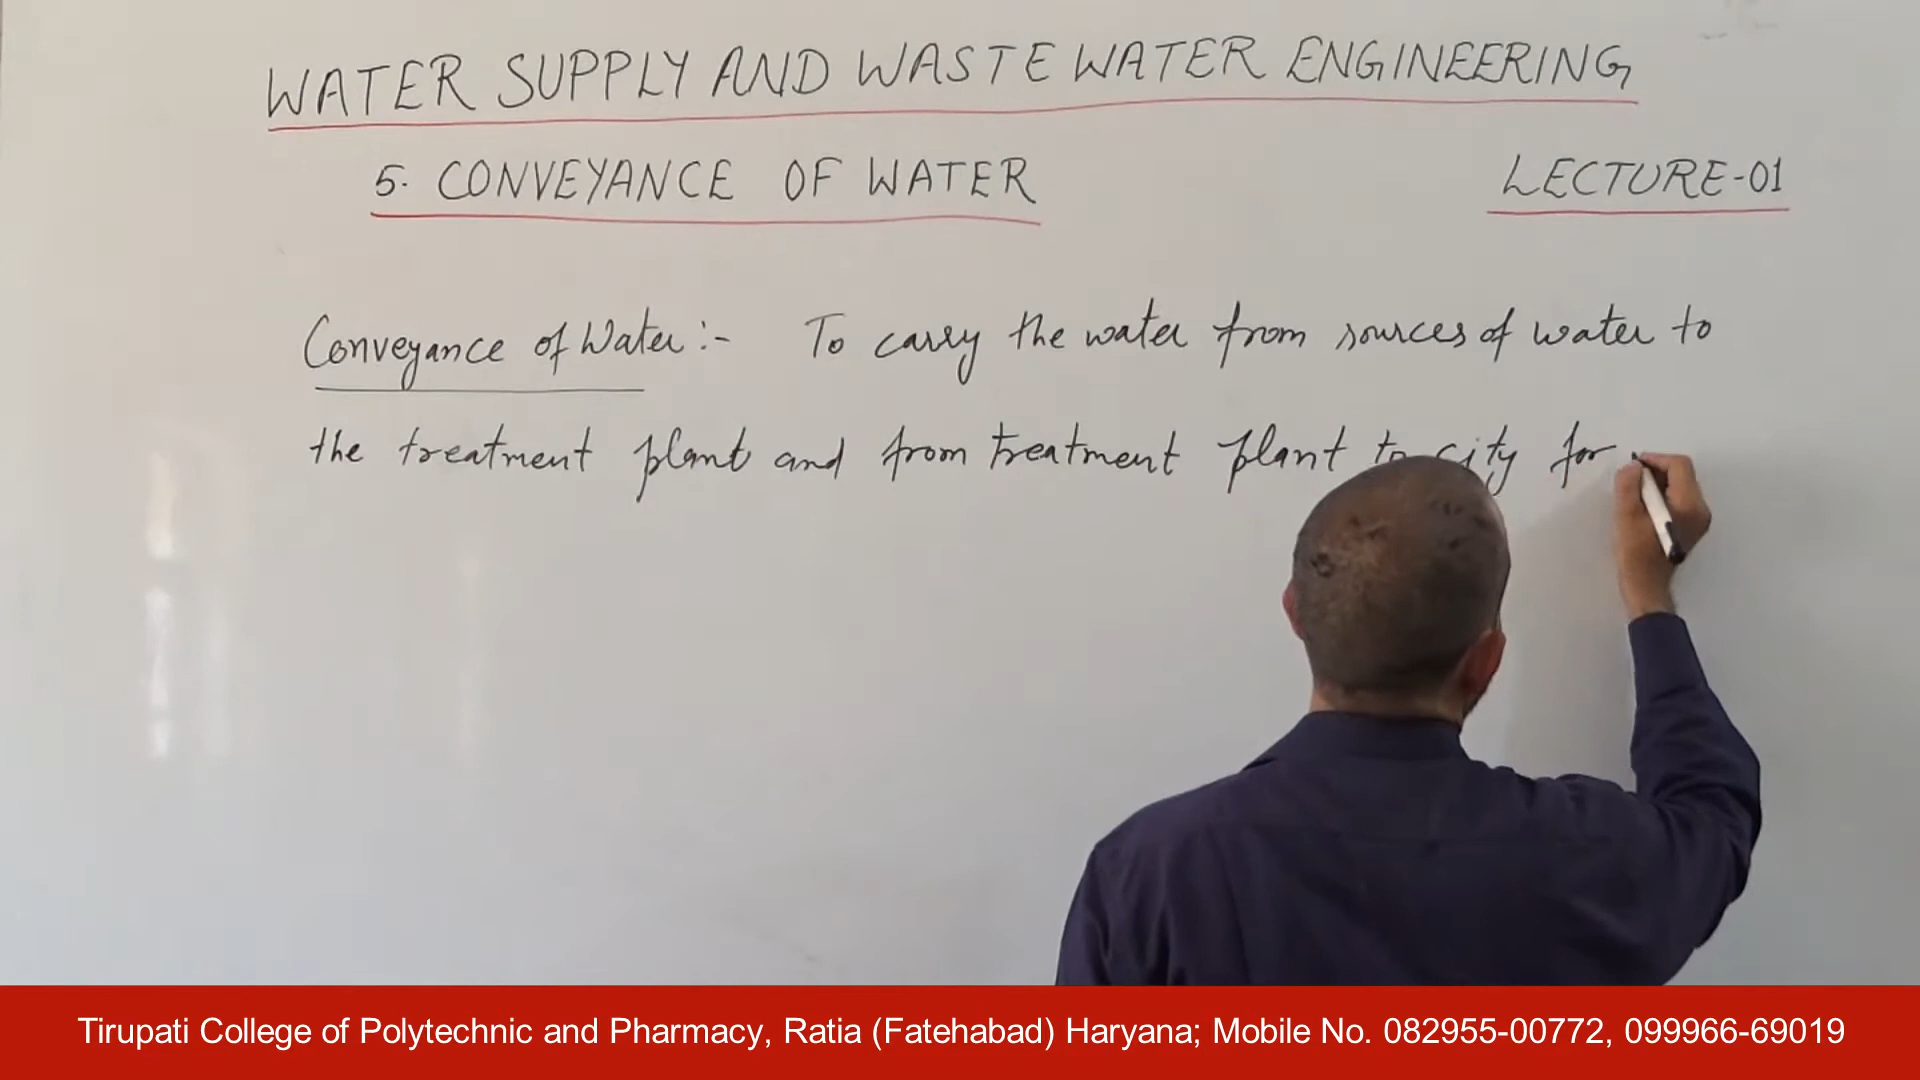 WATER SUPPLY AND WASTE WATER ENGINEERING
5. CONVEYANCE OF WATER
LECTURE-01
Conveyance of Water :- To carry the water from sources of water to
the treatment plant and from treatment plant to city for
Tirupati College of Polytechnic and Pharmacy, Ratia (Fatehabad) Haryana; Mobile No. 082955-00772, 099966-69019